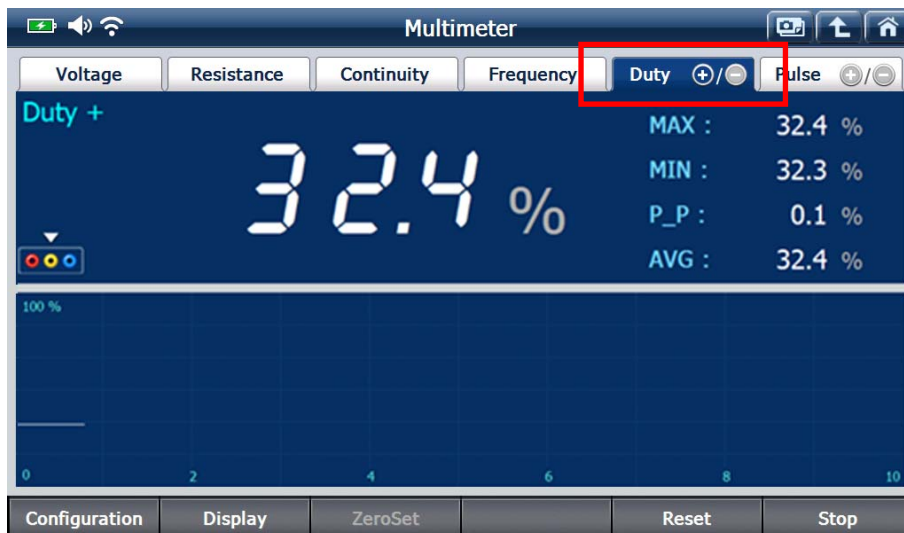 Multimeter
Voltage Resistance Continuity Frequency Duty +/- Pulse +/-
Duty +
32.4 %
MAX : 32.4 %
MIN : 32.3 %
P_P : 0.1 %
AVG : 32.4 %
100 %
0 2 4 6 8 10
Configuration Display ZeroSet Reset Stop